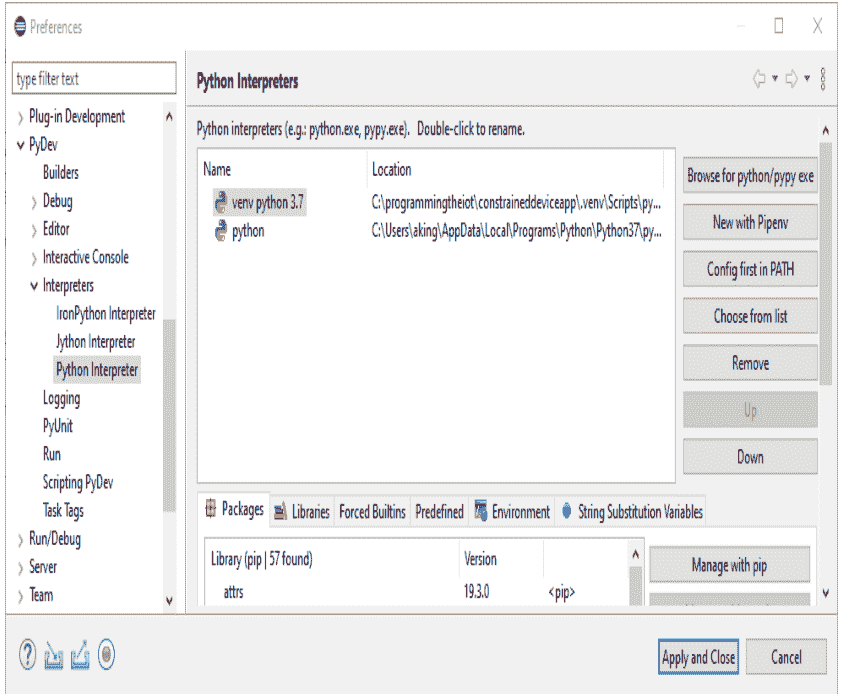 Preferences
type filter text
Plug-in Development
PyDev
Builders
Debug
Editor
Interactive Console
Interpreters
IronPython Interpreter
Jython Interpreter
Python Interpreter
Logging
PyUnit
Run
Scripting PyDev
Task Tags
Run/Debug
Server
Team
Python Interpreters
Python interpreters (e.g.: python.exe, pypy.exe). Double-click to rename.
Name Location
venv python 3.7 C:\programmingtheiot\constraineddeviceapp\.venv\Scripts\py...
python C:\Users\aking\AppData\Local\Programs\Python\Python37\py...
Browse for python/pypy exe
New with Pipenv
Config first in PATH
Choose from list
Remove
Up
Down
Packages Libraries Forced Builtins Predefined Environment String Substitution Variables
Library (pip | 57 found) Version
attrs 19.3.0 <pip>
Manage with pip
Apply and Close Cancel